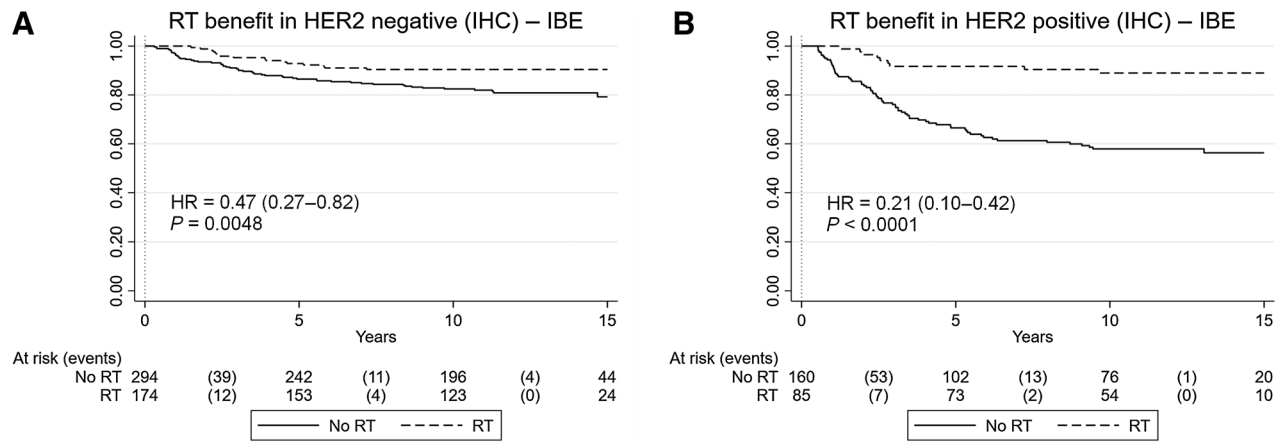 A
RT benefit in HER2 negative (IHC) – IBE
1.00
0.80
0.60
0.40
0.20
0.00
HR = 0.47 (0.27–0.82)
P = 0.0048
0 5 10 15
Years
At risk (events)
No RT 294 (39) 242 (11) 196 (4) 44
RT 174 (12) 153 (4) 123 (0) 24
No RT RT
B
RT benefit in HER2 positive (IHC) – IBE
1.00
0.80
0.60
0.40
0.20
0.00
HR = 0.21 (0.10–0.42)
P < 0.0001
0 5 10 15
Years
At risk (events)
No RT 160 (53) 102 (13) 76 (1) 20
RT 85 (7) 73 (2) 54 (0) 10
No RT RT